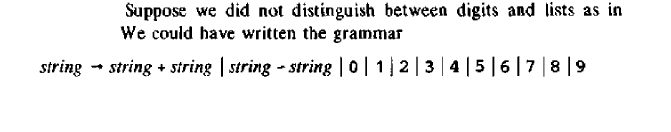 Suppose we did not distinguish between digits and lists as in
We could have written the grammar
string → string + string | string - string | 0 | 1 | 2 | 3 | 4 | 5 | 6 | 7 | 8 | 9